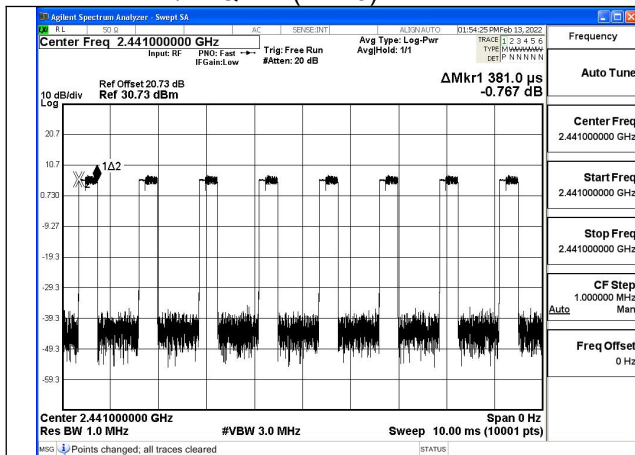 Agilent Spectrum Analyzer - Swept SA
RL 50 Ω AC SENSE:INT ALIGNAUTO 01:54:25 PM Feb 13, 2022
Center Freq 2.441000000 GHz
Input: RF PNO: Fast Trig: Free Run Avg Type: Log-Pwr TRACE 1 2 3 4 5 6
IFGain:Low #Atten: 20 dB Avg|Hold: 1/1 TYPE M
DET P N N N N N
ΔMkr1 381.0 µs
-0.767 dB
Ref Offset 20.73 dB
10 dB/div Ref 30.73 dBm
Log
20.7
10.7
1Δ2
0.730
-9.27
-19.3
-29.3
-39.3
-49.3
-59.3
Center 2.441000000 GHz Span 0 Hz
Res BW 1.0 MHz #VBW 3.0 MHz Sweep 10.00 ms (10001 pts)
MSG Points changed; all traces cleared STATUS
Frequency
Auto Tune
Center Freq
2.441000000 GHz
Start Freq
2.441000000 GHz
Stop Freq
2.441000000 GHz
CF Step
1.000000 MHz
Auto Man
Freq Offset
0 Hz